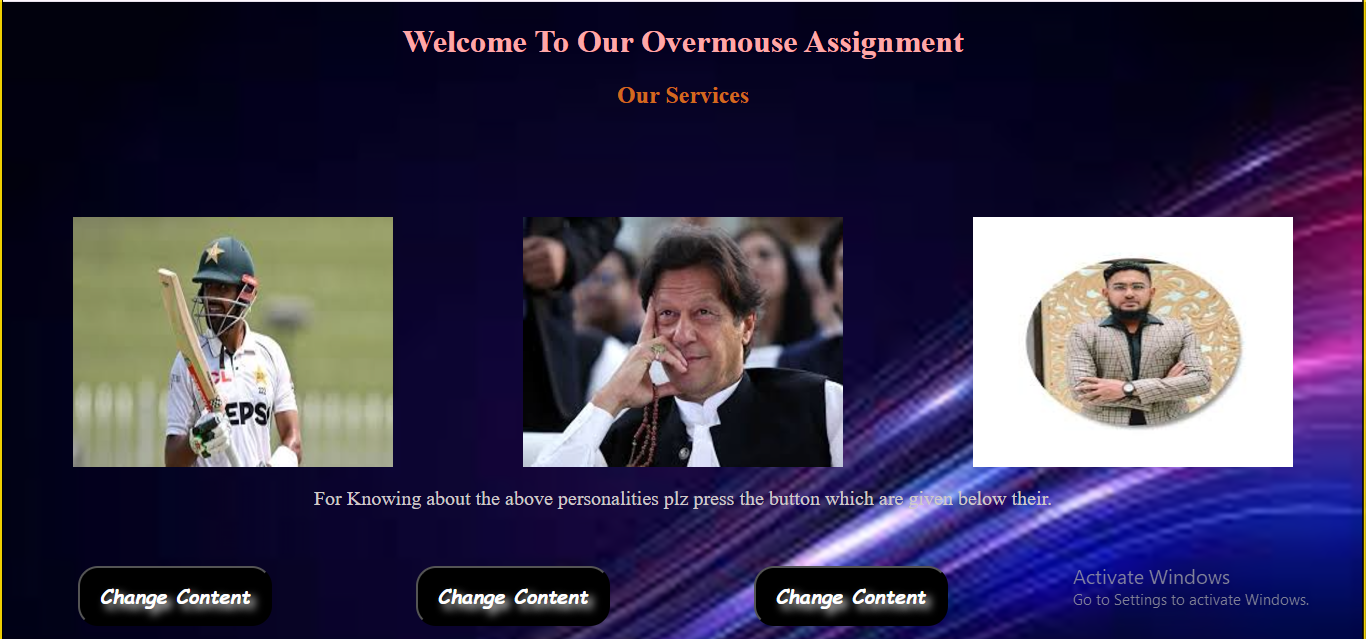 Welcome To Our Overmouse Assignment
Our Services
EPS
For Knowing about the above personalities plz press the button which are given below their.
Change Content Change Content Change Content
Activate Windows
Go to Settings to activate Windows.